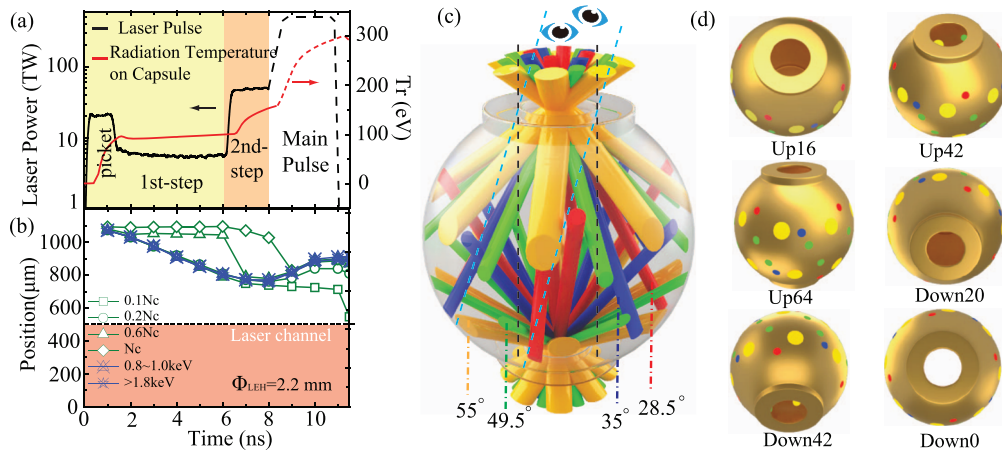 (a)
Laser Pulse
Radiation Temperature
on Capsule
Laser Power (TW)
100
10
1
picket
1st-step
2nd-
step
Main
Pulse
300
200
100
0
Tr (eV)
(b)
Position(μm)
1000
800
600
400
200
0
0.1Nc
0.2Nc
0.6Nc
Nc
0.8~1.0keV
>1.8keV
Laser channel
Φ_LEH=2.2 mm
0 2 4 6 8 10
Time (ns)
(c)
55°
49.5°
35°
28.5°
(d)
Up16
Up42
Up64
Down20
Down42
Down0